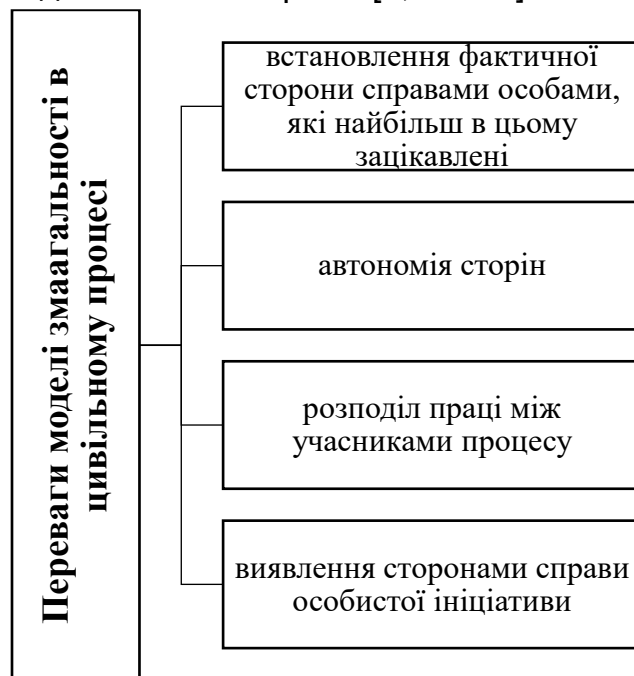 Переваги моделі змаагальності в
цивільному процесі
встановлення фактичної
сторони справами особами,
які найбільш в цьому
зацікавлені
автономія сторін
розподіл праці між
учасниками процесу
виявлення сторонами справи
особистої ініціативи